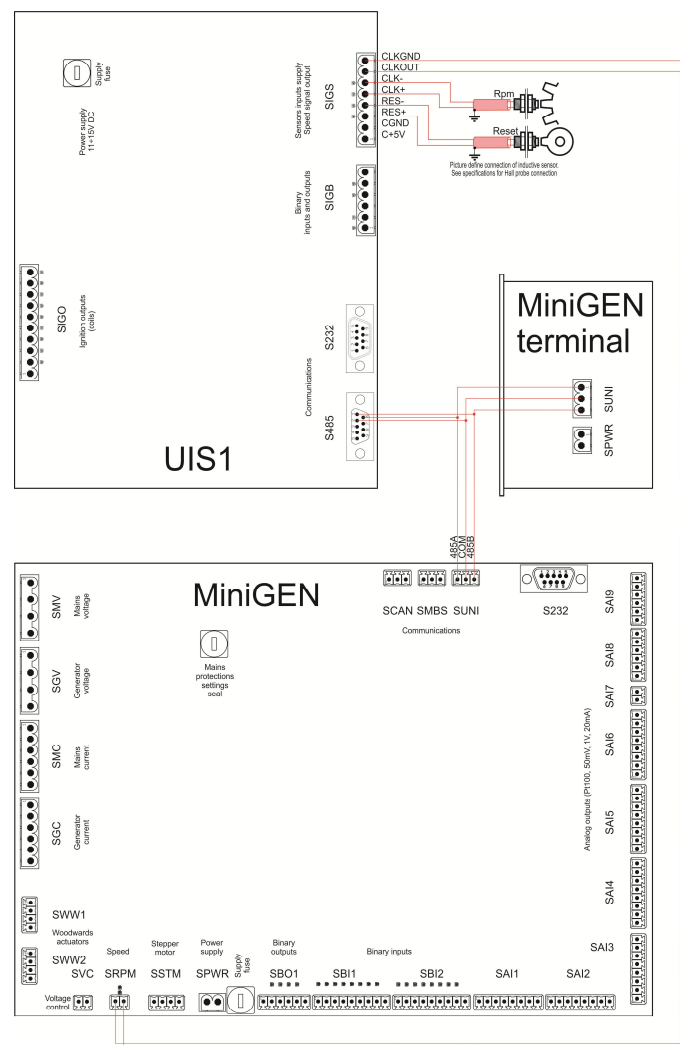 Supply
fuse
Power supply
11÷15V DC
Sensors inputs supply
Speed signal output
SIGS
CLKGND
CLKOUT
CLK-
CLK+
RES-
RES+
CGND
C+5V
Rpm
Reset
Picture define connection of inductive sensor.
See specifications for Hall probe connection
Binary
inputs and outputs
SIGB
SIGO
Ignition outputs
(coils)
S232
Communications
S485
UIS1
MiniGEN
terminal
SUNI
SPWR
485A
COM
485B
MiniGEN
SCAN SMBS SUNI
Communications
S232
Mains
protections
settings
seal
SMV
Mains
voltage
SGV
Generator
voltage
SMC
Mains
current
SGC
Generator
current
SWW1
Woodwards
actuators
SWW2
SVC
Voltage
control
Speed
SRPM
Stepper
motor
SSTM
Power
supply
SPWR
Supply
fuse
Binary
outputs
SBO1
Binary inputs
SBI1
SBI2
SAI1
SAI2
SAI3
SAI4
SAI5
SAI6
SAI7
SAI8
SAI9
Analog outputs (Pt100, 50mV, 1V, 20mA)